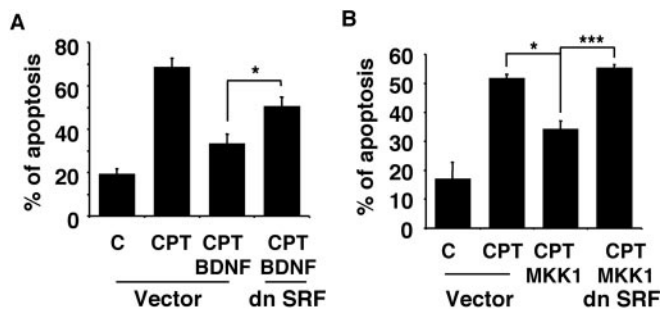 A
% of apoptosis
80
60
40
20
0
*
C
CPT
CPT
BDNF
CPT
BDNF
Vector
dn SRF
B
% of apoptosis
60
50
40
30
20
10
0
*
***
C
CPT
CPT
MKK1
CPT
MKK1
Vector
dn SRF